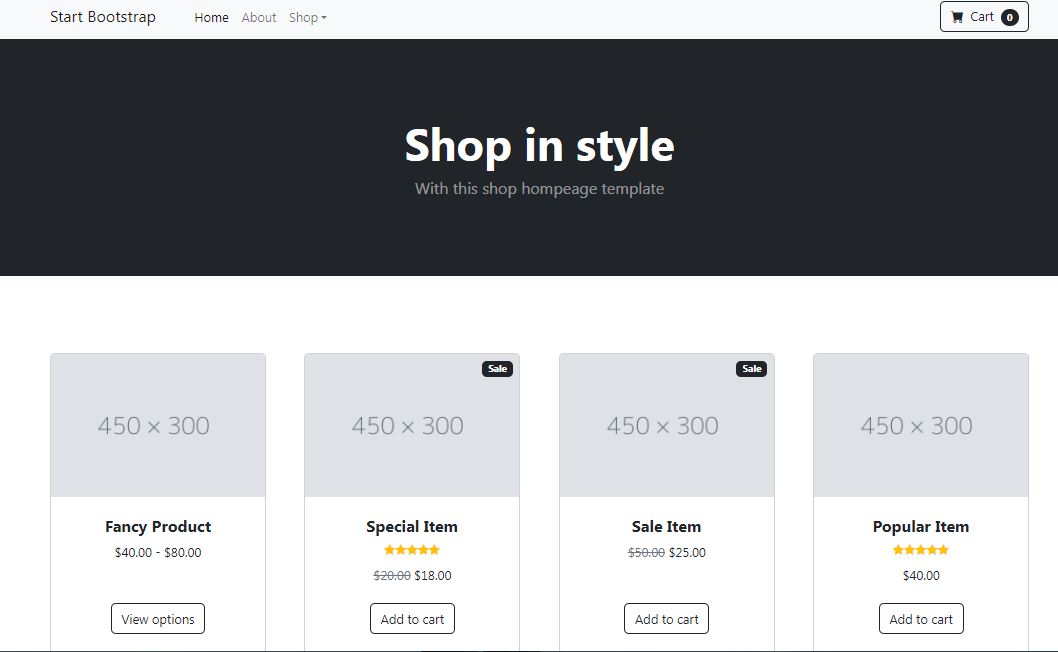 Start Bootstrap Home About Shop Cart 0
Shop in style
With this shop hompeage template
Sale Sale
450 × 300 450 × 300 450 × 300 450 × 300
Fancy Product Special Item Sale Item Popular Item
$40.00 - $80.00 $50.00 $25.00
$20.00 $18.00 $40.00
View options Add to cart Add to cart Add to cart